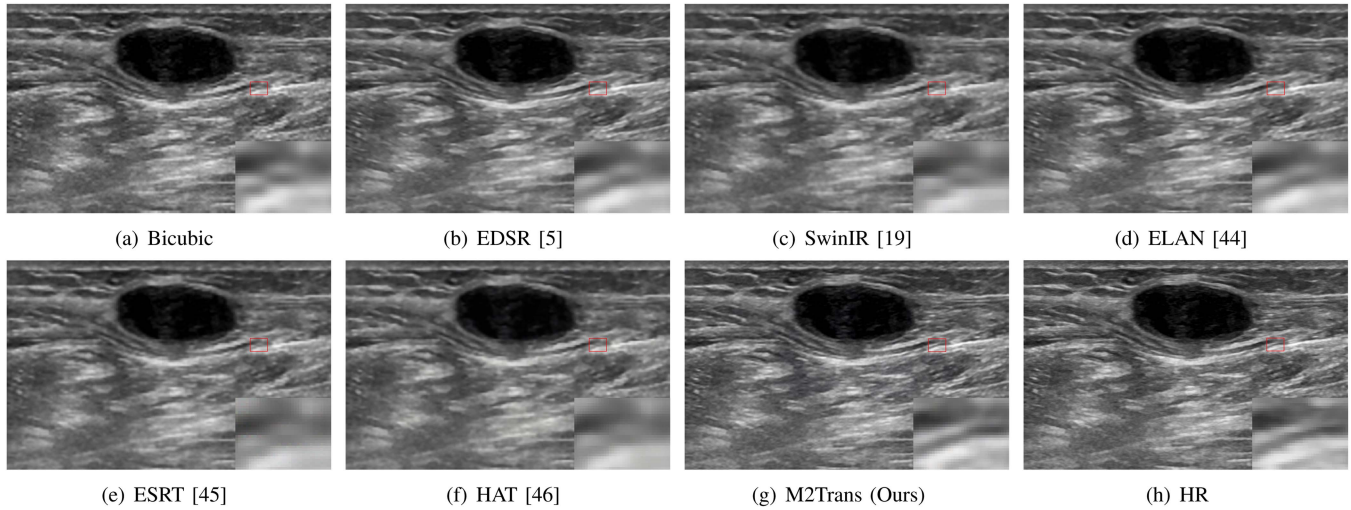 (a) Bicubic
(b) EDSR [5]
(c) SwinIR [19]
(d) ELAN [44]
(e) ESRT [45]
(f) HAT [46]
(g) M2Trans (Ours)
(h) HR